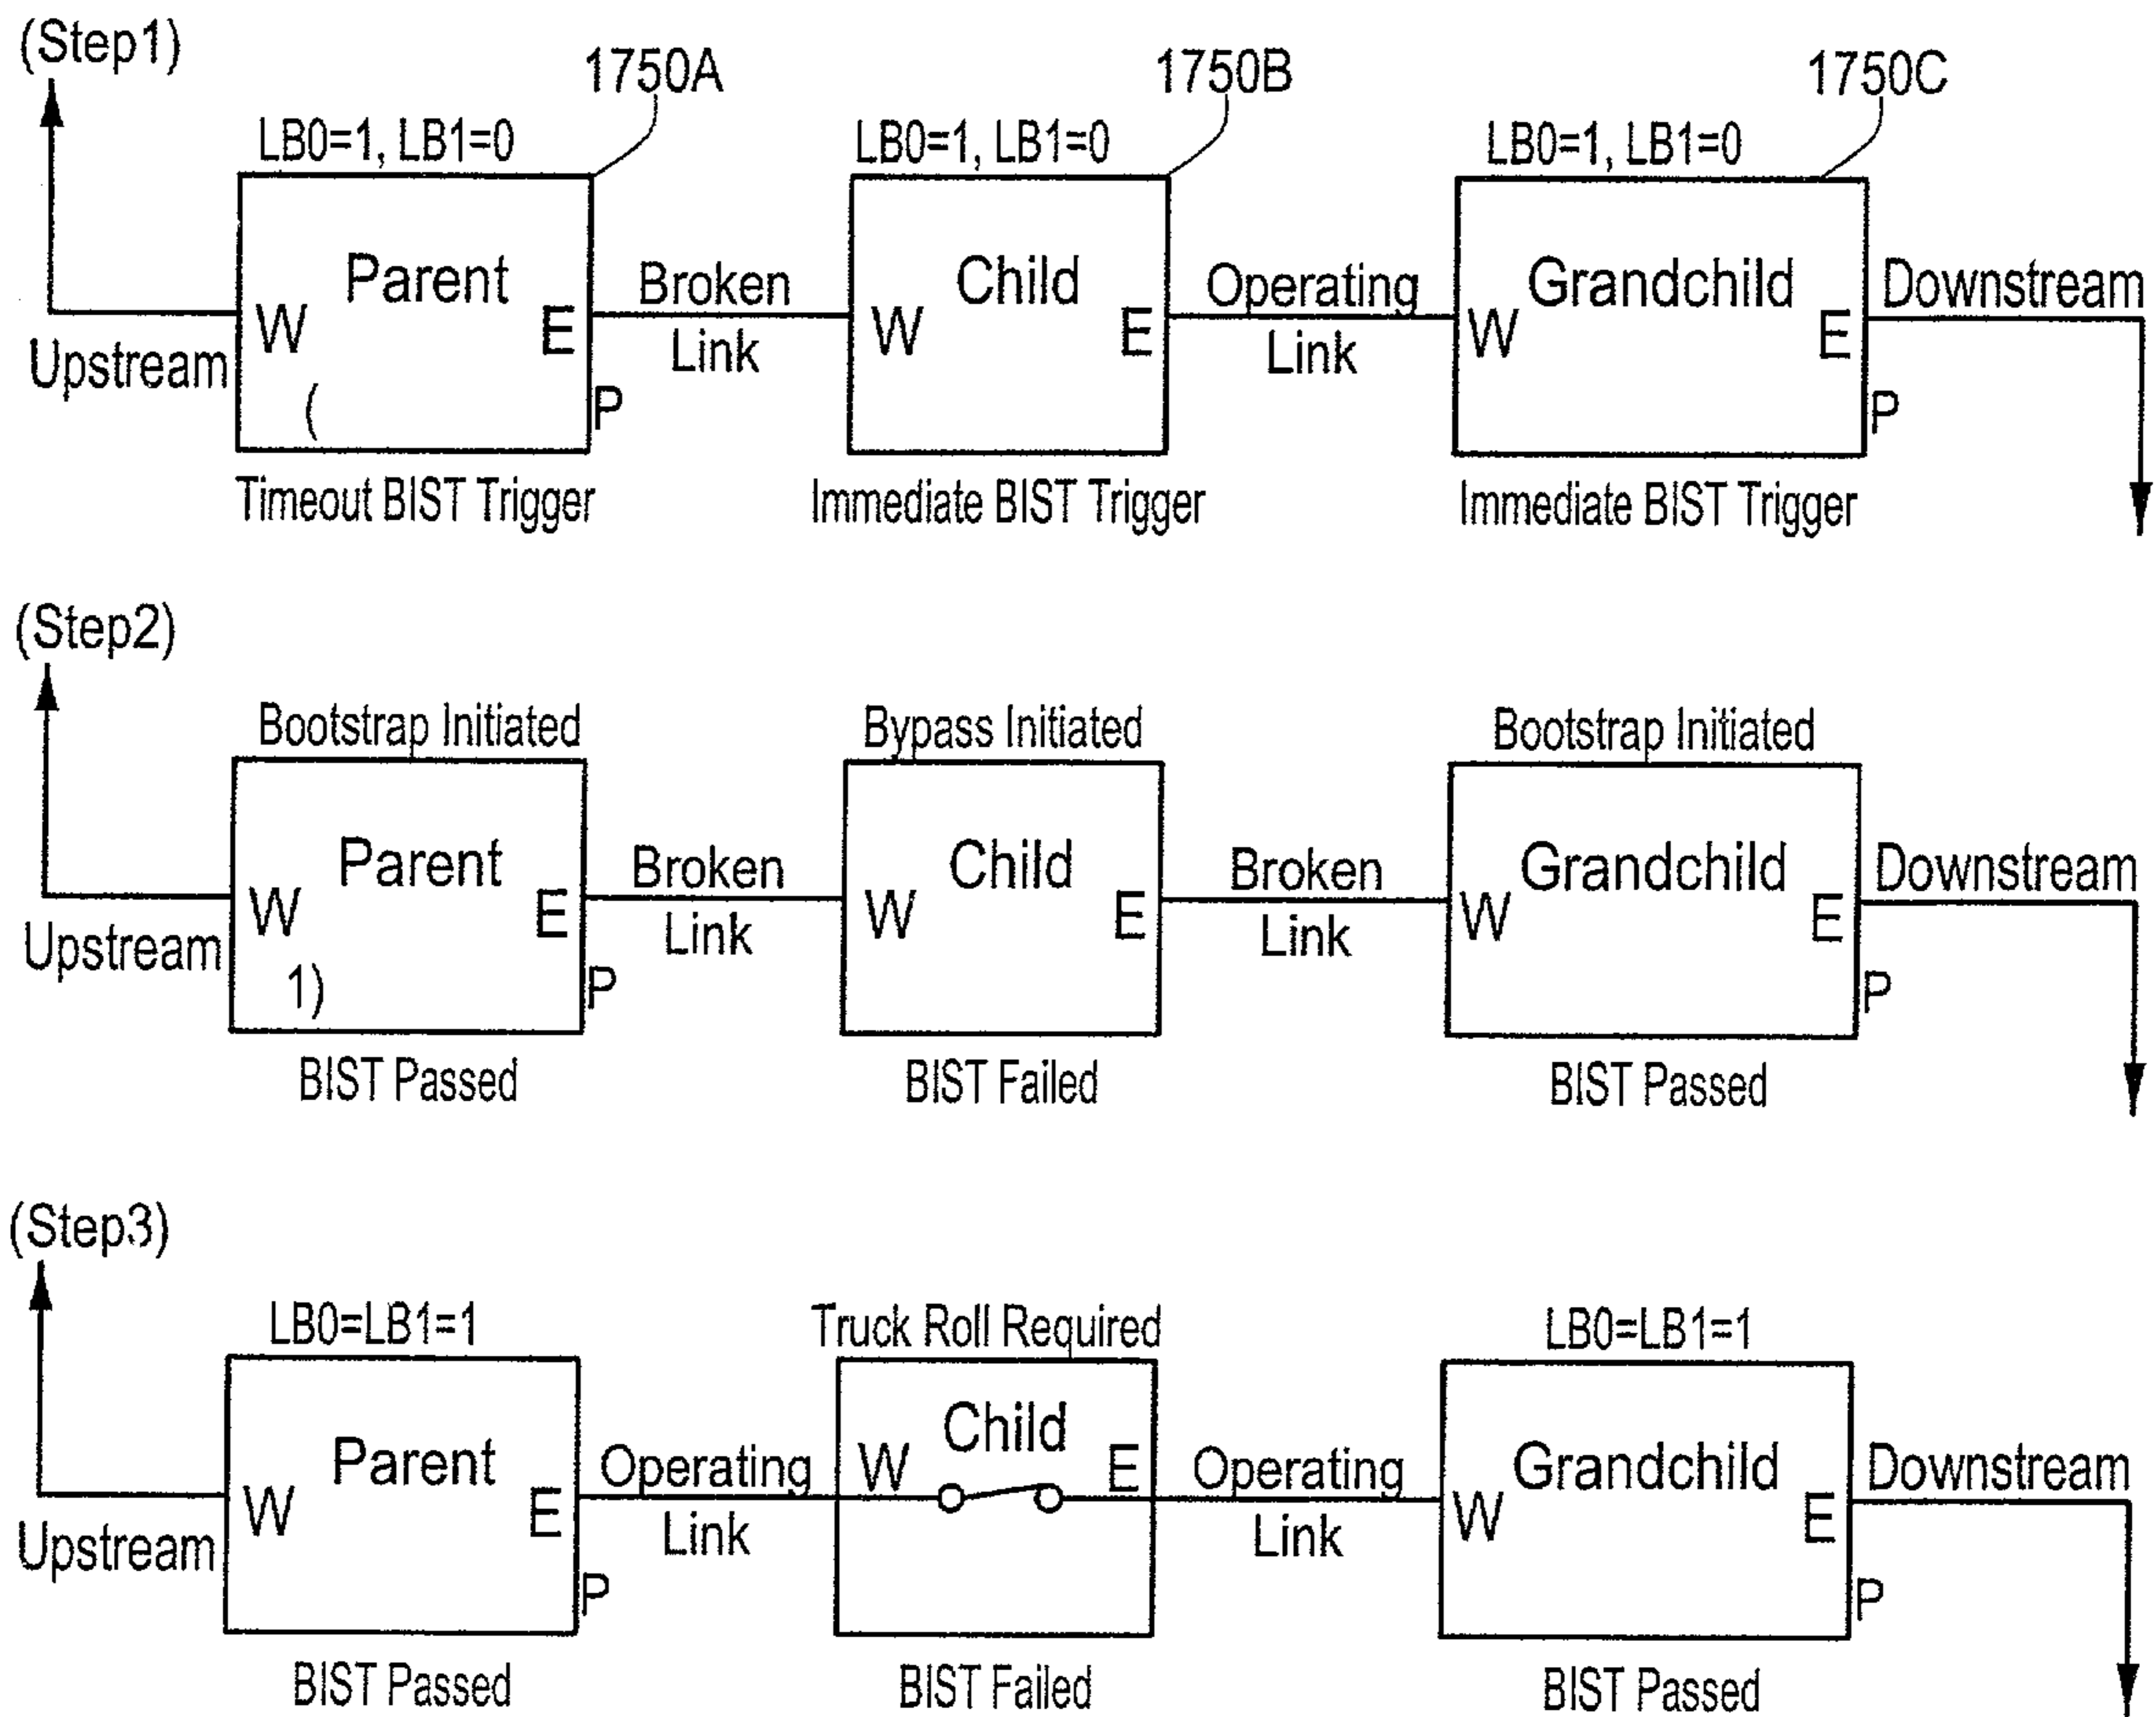 (Step1)
1750A
1750B
1750C
LB0=1, LB1=0
LB0=1, LB1=0
LB0=1, LB1=0
Parent
Broken
Child
Operating
Grandchild
Downstream
W
E
W
E
W
E
Upstream
Link
Link
(
P
P
Timeout BIST Trigger
Immediate BIST Trigger
Immediate BIST Trigger
(Step2)
Bootstrap Initiated
Bypass Initiated
Bootstrap Initiated
Parent
Broken
Child
Broken
Grandchild
Downstream
W
E
W
E
W
E
Upstream
Link
Link
1)
P
P
BIST Passed
BIST Failed
BIST Passed
(Step3)
LB0=LB1=1
Truck Roll Required
LB0=LB1=1
Parent
Operating
W
Child
E
Operating
Grandchild
Downstream
W
E
W
E
Upstream
Link
Link
P
P
BIST Passed
BIST Failed
BIST Passed